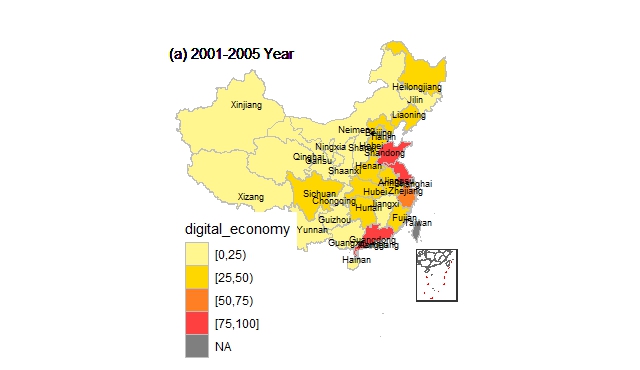 (a) 2001-2005 Year
Heilongjiang
Jilin
Xinjiang
Liaoning
Neimeng
Beijing
Tianjin
Hebei
Ningxia
Shanxi
Shandong
Qinghai
Gansu
Henan
Shaanxi
Jiangsu
Anhui
Shanghai
Xizang
Sichuan
Hubei
Zhejiang
Chongqing
Hunan
Jiangxi
Guizhou
Fujian
Taiwan
Yunnan
Guangxi
Guangdong
Hainan
digital_economy
[0,25)
[25,50)
[50,75)
[75,100]
NA